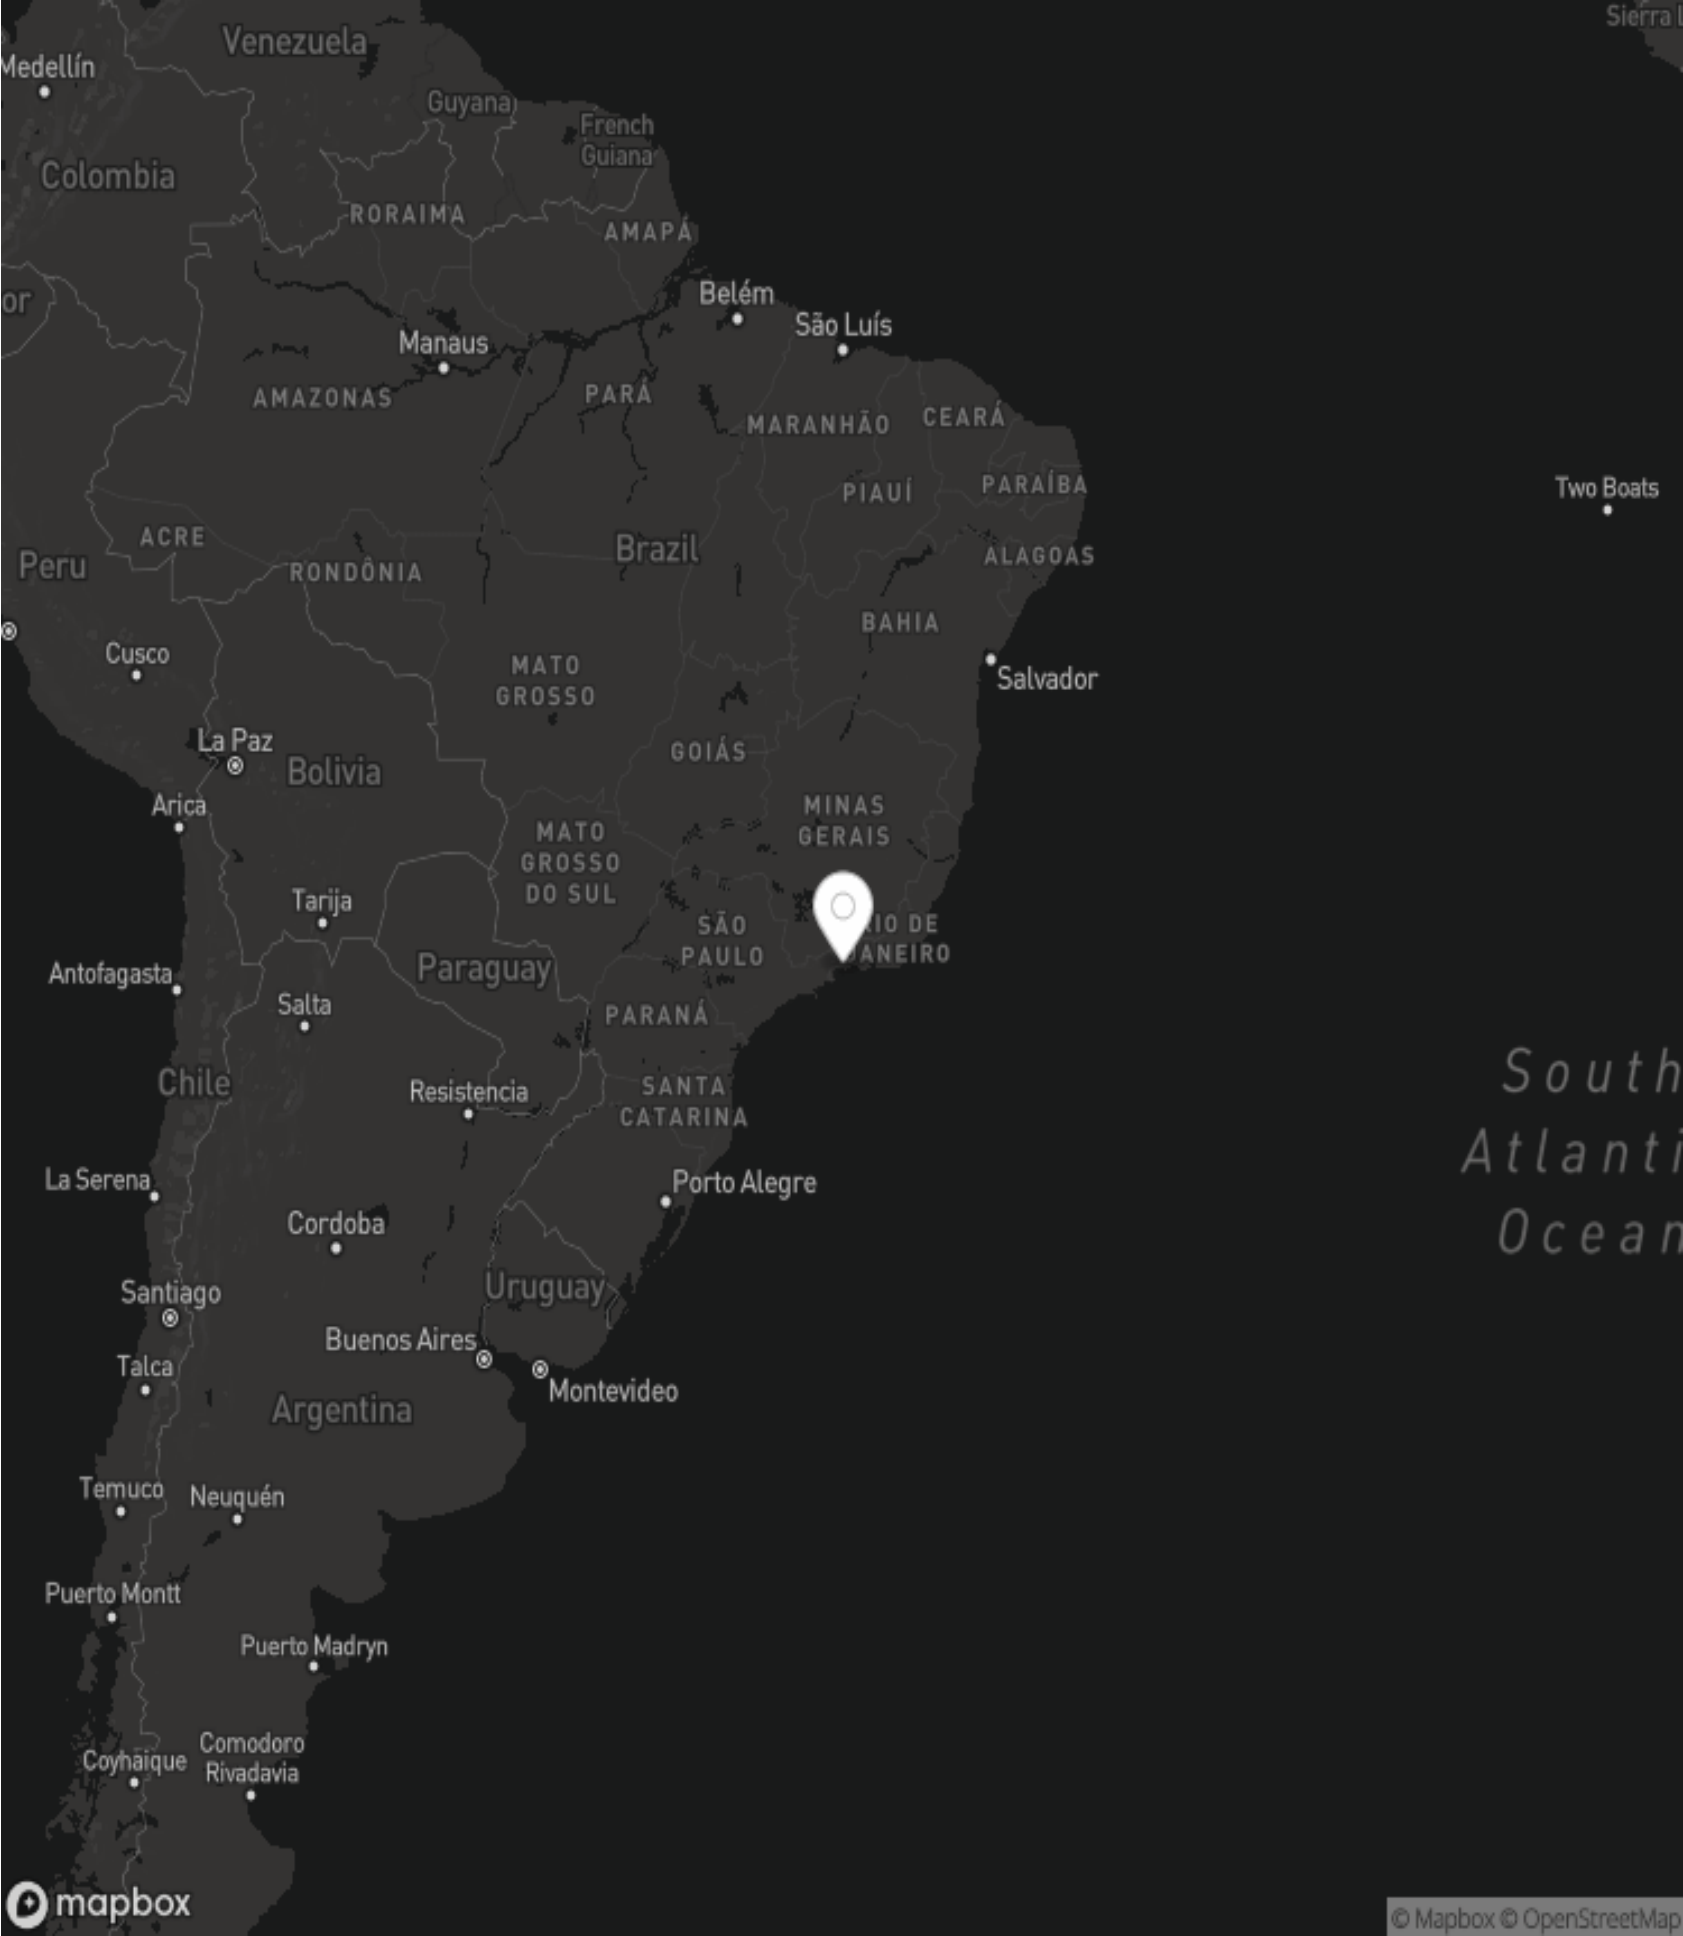 Sierra L
Venezuela
Medellín
Guyana
French
Guiana
Colombia
RORAIMA
AMAPÁ
or
Belém
São Luís
Manaus
AMAZONAS
PARÁ
MARANHÃO
CEARÁ
PIAUÍ
PARAÍBA
Two Boats
ACRE
Peru
RONDÔNIA
Brazil
ALAGOAS
BAHIA
Cusco
MATO
GROSSO
Salvador
La Paz
Bolivia
GOIÁS
Arica
MINAS
GERAIS
MATO
GROSSO
DO SUL
Tarija
SÃO
PAULO
RIO DE
JANEIRO
Antofagasta
Paraguay
Salta
PARANÁ
Chile
Resistencia
SANTA
CATARINA
South
Atlanti
Ocean
La Serena
Porto Alegre
Cordoba
Santiago
Uruguay
Buenos Aires
Talca
Montevideo
Argentina
Temuco
Neuquén
Puerto Montt
Puerto Madryn
Coyhaique
Comodoro
Rivadavia
mapbox
© Mapbox © OpenStreetMap